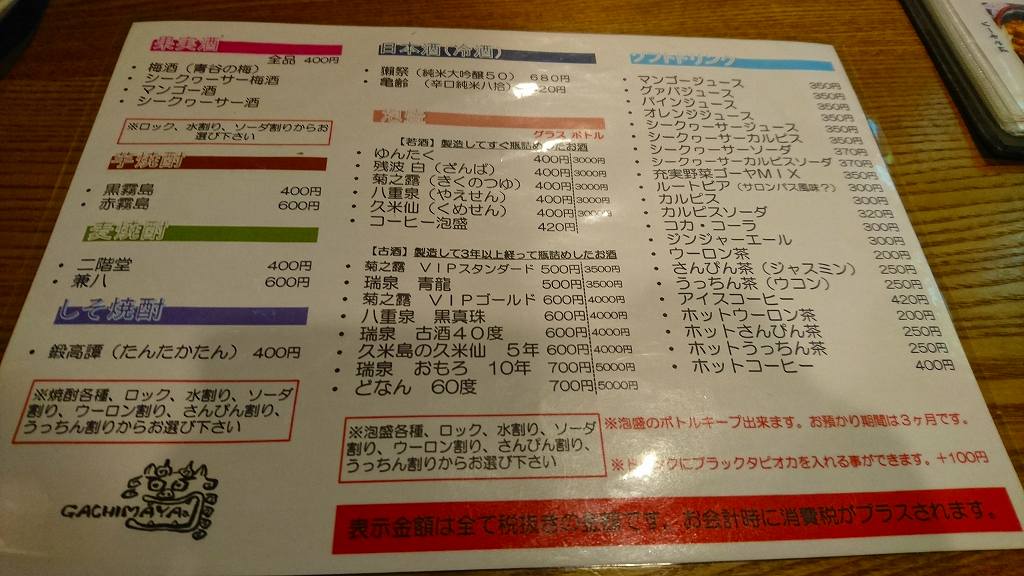 果実酒
全品 400円
・梅酒（青谷の梅）
・シークヮーサー梅酒
・マンゴー酒
・シークヮーサー酒
※ロック、水割り、ソーダ割りからお
選び下さい
芋焼酎
・黒霧島 400円
・赤霧島 600円
麦焼酎
・二階堂 400円
・兼八 600円
しそ焼酎
・鍛高譚（たんたかたん） 400円
※焼酎各種、ロック、水割り、ソーダ
割り、ウーロン割り、さんぴん割り、
うっちん割りからお選び下さい
GACHIMAYA
日本酒（冷酒）
・獺祭（純米大吟醸５０） 680円
・亀齢（辛口純米八拾） 20円
泡盛
グラス ボトル
【若酒】製造してすぐ瓶詰めしたお酒
・ゆんたく 400円 3000円
・残波 白（ざんぱ） 400円 3000円
・菊之露（きくのつゆ） 400円 3000円
・八重泉（やえせん） 400円 3000円
・久米仙（くめせん） 400円 3000円
・コーヒー泡盛 420円
【古酒】製造して3年以上経って瓶詰めしたお酒
・菊之露 ＶＩＰスタンダード 500円 3500円
・瑞泉 青龍 500円 3500円
・菊之露 ＶＩＰゴールド 600円 4000円
・八重泉 黒真珠 600円 4000円
・瑞泉 古酒４０度 600円 4000円
・久米島の久米仙 ５年 600円 4000円
・瑞泉 おもろ 10年 700円 5000円
・どなん 60度 700円 5000円
※泡盛各種、ロック、水割り、ソーダ
割り、ウーロン割り、さんぴん割り、
うっちん割りからお選び下さい
ソフトドリンク
・マンゴージュース 350円
・グァバジュース 350円
・パインジュース 350円
・オレンジジュース 350円
・シークヮーサージュース 350円
・シークヮーサーカルピス 350円
・シークヮーサーソーダ 370円
・シークヮーサーカルピスソーダ 370円
・充実野菜ゴーヤＭＩＸ 350円
・ルートビア（サロンパス風味？） 300円
・カルピス 300円
・カルピスソーダ 320円
・コカ・コーラ 300円
・ジンジャーエール 300円
・ウーロン茶 200円
・さんぴん茶（ジャスミン） 250円
・うっちん茶（ウコン） 250円
・アイスコーヒー 420円
・ホットウーロン茶 200円
・ホットさんぴん茶 250円
・ホットうっちん茶 250円
・ホットコーヒー 400円
※泡盛のボトルキープ出来ます。お預かり期間は３ヶ月です。
※ クにブラックタピオカを入れる事ができます。＋100円
表示金額は全て税抜きの金額です。お会計時に消費税がプラスされます。